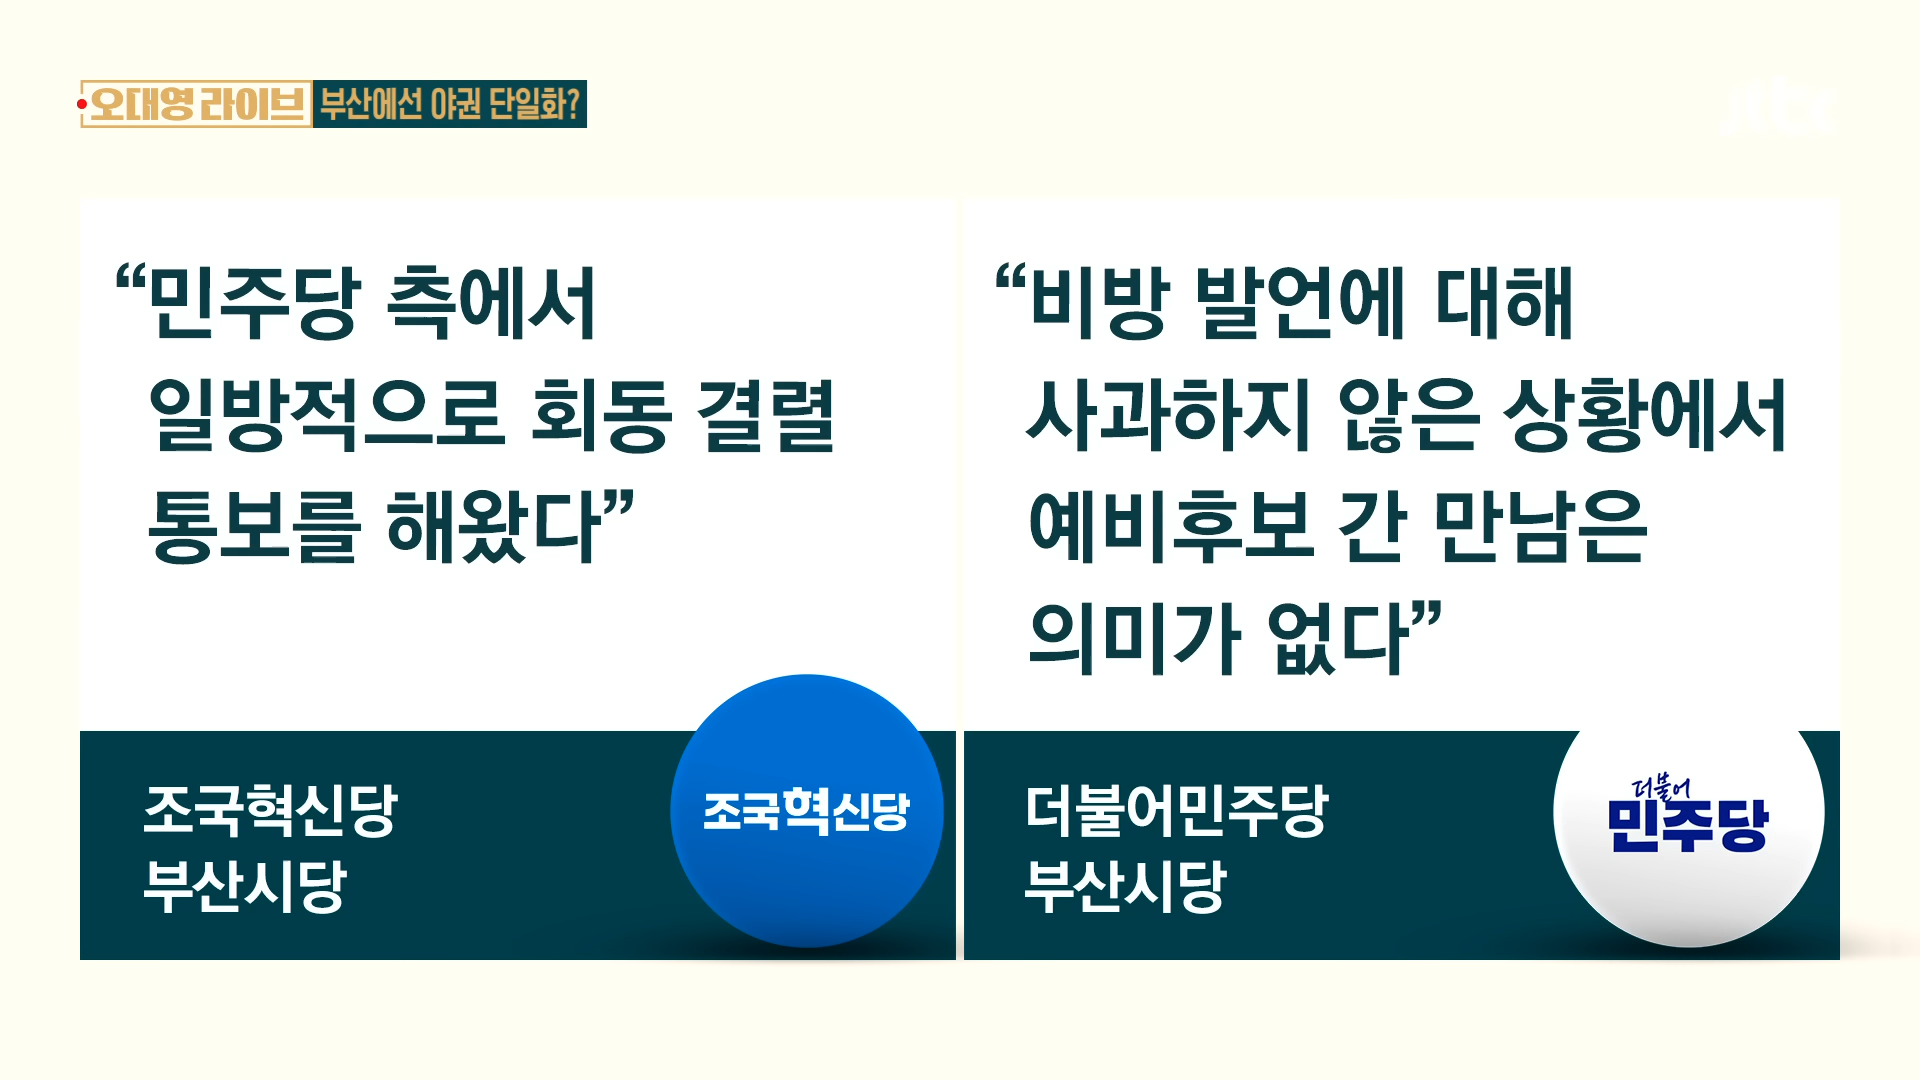 오대영 라이브
부산에선 야권 단일화?
jtbc
“민주당 측에서
일방적으로 회동 결렬
통보를 해왔다”
조국혁신당
부산시당
조국혁신당
“비방 발언에 대해
사과하지 않은 상황에서
예비후보 간 만남은
의미가 없다”
더불어민주당
부산시당
더불어
민주당